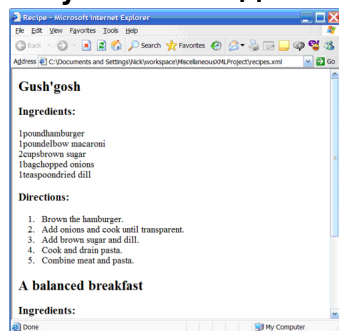 Recipe - Microsoft Internet Explorer
File Edit View Favorites Tools Help
Back Search Favorites
Address C:\Documents and Settings\Nick\workspace\MiscellaneousXMLProject\recipes.xml Go
Gush'gosh
Ingredients:
1poundhamburger
1poundelbow macaroni
2cupsbrown sugar
1bagchopped onions
1teaspoondried dill
Directions:
1. Brown the hamburger.
2. Add onions and cook until transparent.
3. Add brown sugar and dill.
4. Cook and drain pasta.
5. Combine meat and pasta.
A balanced breakfast
Ingredients:
Done My Computer